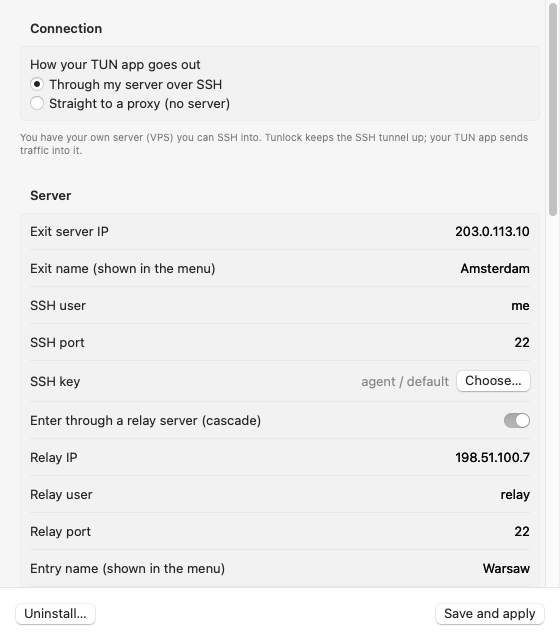 Connection
How your TUN app goes out
Through my server over SSH
Straight to a proxy (no server)
You have your own server (VPS) you can SSH into. Tunlock keeps the SSH tunnel up; your TUN app sends
traffic into it.
Server
Exit server IP 203.0.113.10
Exit name (shown in the menu) Amsterdam
SSH user me
SSH port 22
SSH key agent / default Choose...
Enter through a relay server (cascade)
Relay IP 198.51.100.7
Relay user relay
Relay port 22
Entry name (shown in the menu) Warsaw
Uninstall... Save and apply